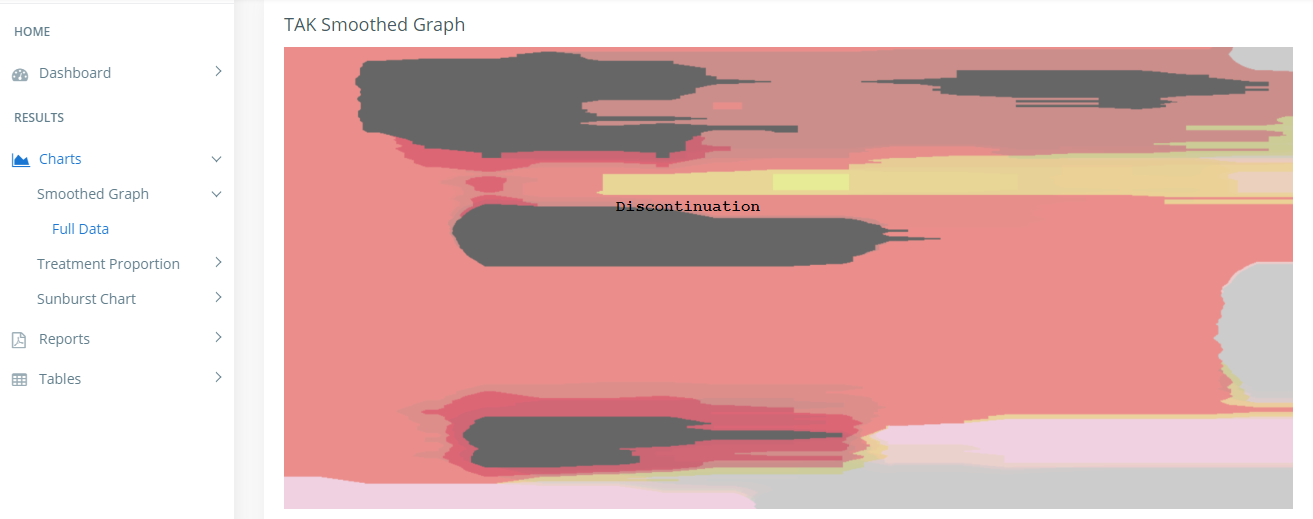 HOME
Dashboard
RESULTS
Charts
Smoothed Graph
Full Data
Treatment Proportion
Sunburst Chart
Reports
Tables
TAK Smoothed Graph
Discontinuation